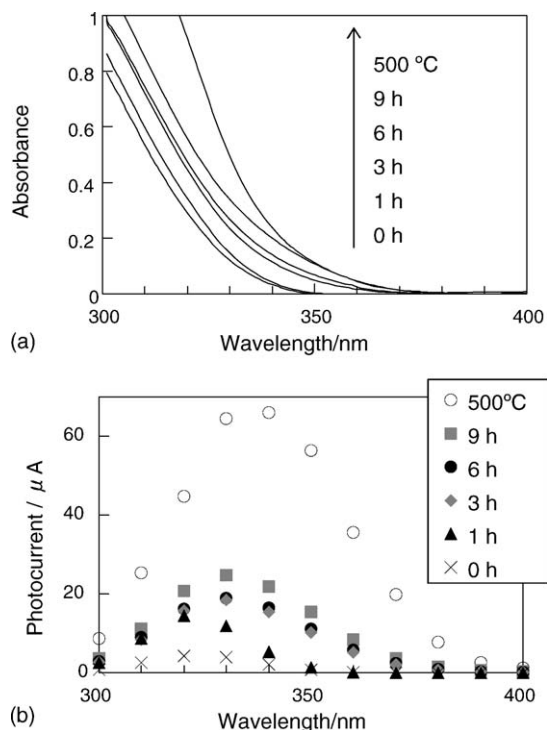 1
0.8
0.6
0.4
0.2
0
Absorbance
500 ºC
9 h
6 h
3 h
1 h
0 h
300
350
400
Wavelength/nm
(a)
60
40
20
0
Photocurrent / μA
500ºC
9 h
6 h
3 h
1 h
0 h
300
350
400
Wavelength/nm
(b)